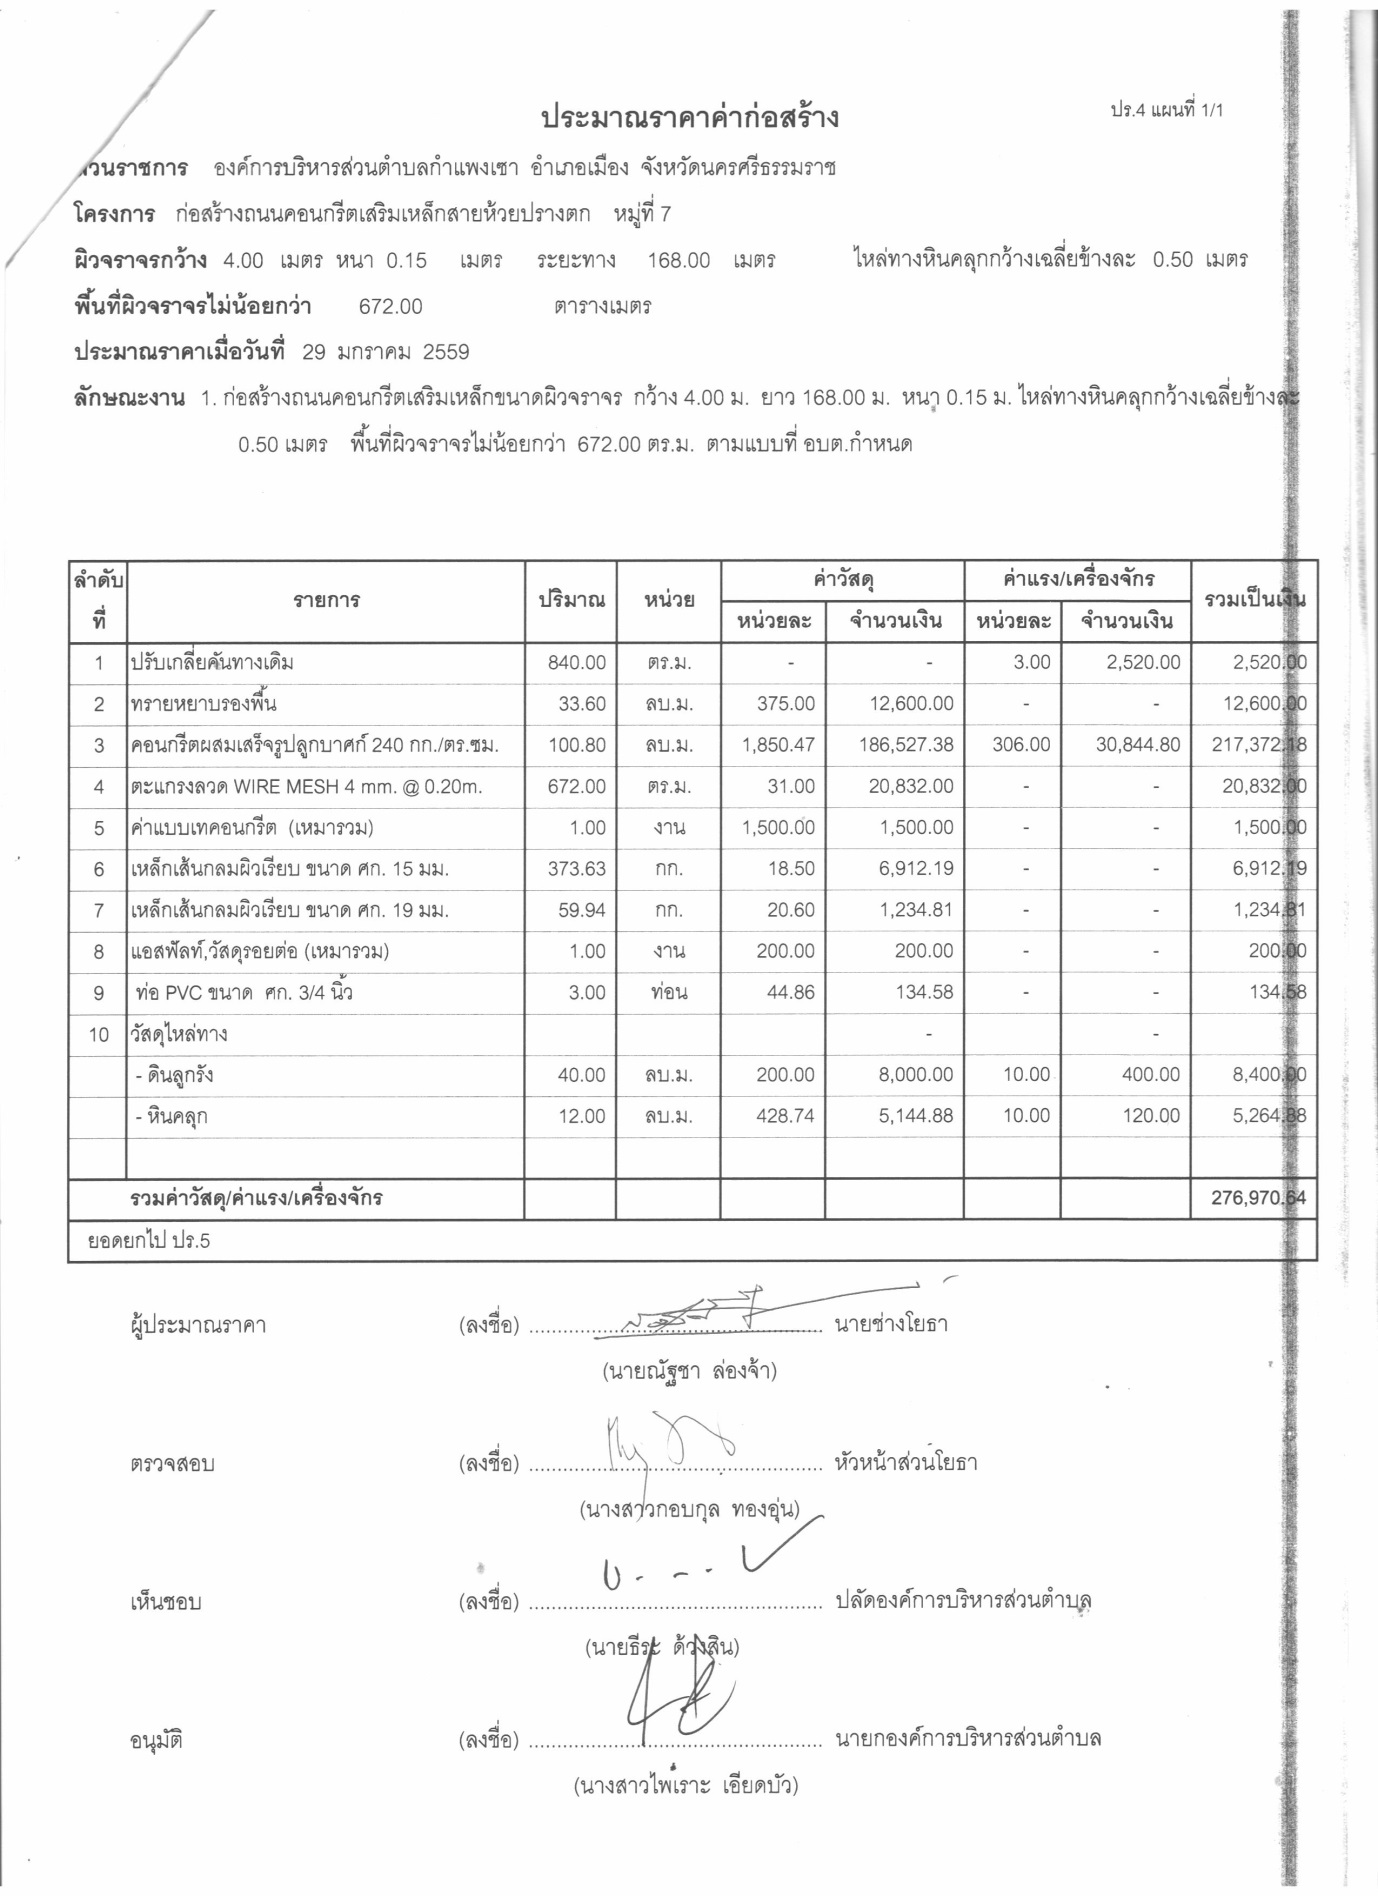 ประมาณราคาค่าก่อสร้าง
ปร.4 แผนที่ 1/1
ส่วนราชการ องค์การบริหารส่วนตำบลกำแพงเซา อำเภอเมือง จังหวัดนครศรีธรรมราช
โครงการ ก่อสร้างถนนคอนกรีตเสริมเหล็กสายห้วยปรางตก หมู่ที่ 7
ผิวจราจรกว้าง 4.00 เมตร หนา 0.15 เมตร ระยะทาง 168.00 เมตร ไหล่ทางหินคลุกกว้างเฉลี่ยข้างละ 0.50 เมตร
พื้นที่ผิวจราจรไม่น้อยกว่า 672.00 ตารางเมตร
ประมาณราคาเมื่อวันที่ 29 มกราคม 2559
ลักษณะงาน 1. ก่อสร้างถนนคอนกรีตเสริมเหล็กขนาดผิวจราจร กว้าง 4.00 ม. ยาว 168.00 ม. หนา 0.15 ม. ไหล่ทางหินคลุกกว้างเฉลี่ยข้างละ
0.50 เมตร พื้นที่ผิวจราจรไม่น้อยกว่า 672.00 ตร.ม. ตามแบบที่ อบต.กำหนด
ลำดับที่ รายการ ปริมาณ หน่วย ค่าวัสดุ ค่าแรง/เครื่องจักร รวมเป็นเงิน
หน่วยละ จำนวนเงิน หน่วยละ จำนวนเงิน
1 ปรับเกลี่ยคันทางเดิม 840.00 ตร.ม. - - 3.00 2,520.00 2,520.00
2 ทรายหยาบรองพื้น 33.60 ลบ.ม. 375.00 12,600.00 - - 12,600.00
3 คอนกรีตผสมเสร็จรูปลูกบาศก์ 240 กก./ตร.ซม. 100.80 ลบ.ม. 1,850.47 186,527.38 306.00 30,844.80 217,372.18
4 ตะแกรงลวด WIRE MESH 4 mm. @ 0.20m. 672.00 ตร.ม. 31.00 20,832.00 - - 20,832.00
5 ค่าแบบเทคอนกรีต (เหมารวม) 1.00 งาน 1,500.00 1,500.00 - - 1,500.00
6 เหล็กเส้นกลมผิวเรียบ ขนาด ศก. 15 มม. 373.63 กก. 18.50 6,912.19 - - 6,912.19
7 เหล็กเส้นกลมผิวเรียบ ขนาด ศก. 19 มม. 59.94 กก. 20.60 1,234.81 - - 1,234.81
8 แอสฟัลท์,วัสดุรอยต่อ (เหมารวม) 1.00 งาน 200.00 200.00 - - 200.00
9 ท่อ PVC ขนาด ศก. 3/4 นิ้ว 3.00 ท่อน 44.86 134.58 - - 134.58
10 วัสดุไหล่ทาง - -
- ดินลูกรัง 40.00 ลบ.ม. 200.00 8,000.00 10.00 400.00 8,400.00
- หินคลุก 12.00 ลบ.ม. 428.74 5,144.88 10.00 120.00 5,264.88
รวมค่าวัสดุ/ค่าแรง/เครื่องจักร 276,970.64
ยอดยกไป ปร.5
ผู้ประมาณราคา (ลงชื่อ) นายช่างโยธา
(นายณัฐชา ล่องจ้า)
ตรวจสอบ (ลงชื่อ) หัวหน้าส่วนโยธา
(นางสาวกอบกุล ทองอุ่น)
เห็นชอบ (ลงชื่อ) ปลัดองค์การบริหารส่วนตำบล
(นายธีระ ด้วงสิน)
อนุมัติ (ลงชื่อ) นายกองค์การบริหารส่วนตำบล
(นางสาวไพเราะ เอียดบัว)